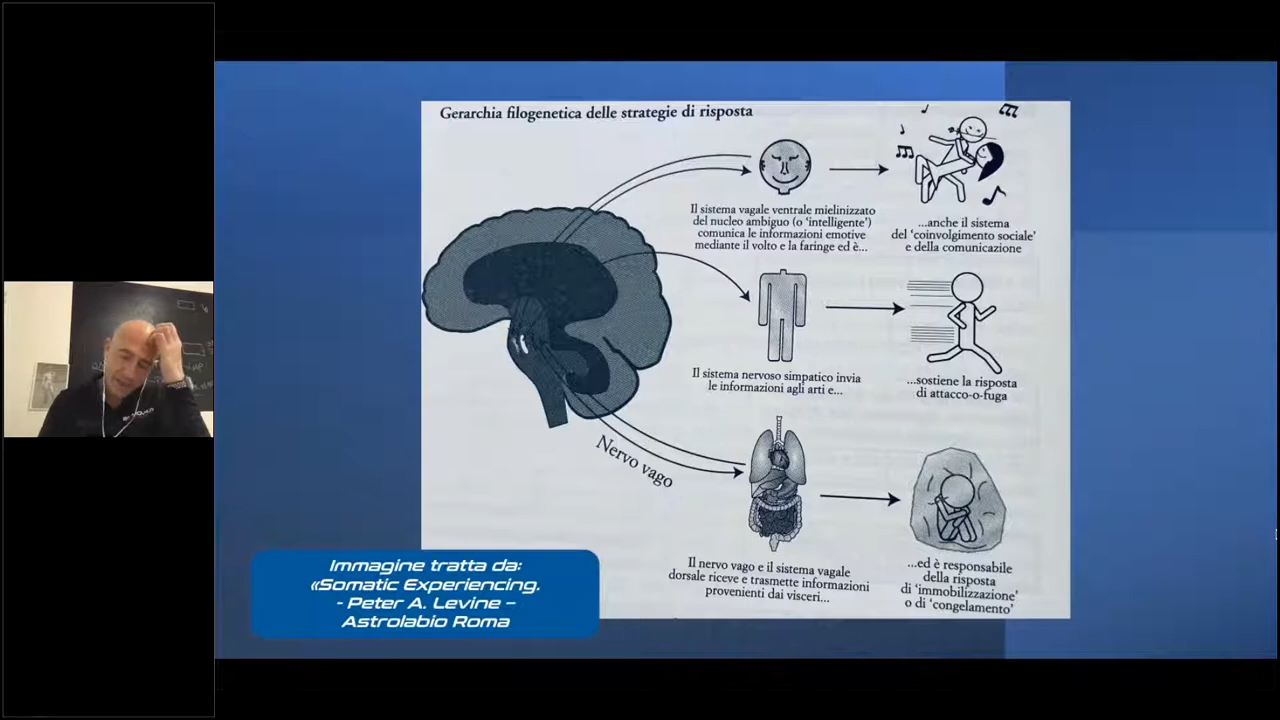 Gerarchia filogenetica delle strategie di risposta
Il sistema vagale ventrale mielinizzato
del nucleo ambiguo (o ‘intelligente’)
comunica le informazioni emotive
mediante il volto e la faringe ed è...
...anche il sistema
del ‘coinvolgimento sociale’
e della comunicazione
Il sistema nervoso simpatico invia
le informazioni agli arti e...
...sostiene la risposta
di attacco-o-fuga
Nervo vago
Il nervo vago e il sistema vagale
dorsale riceve e trasmette informazioni
provenienti dai visceri...
...ed è responsabile
della risposta
di ‘immobilizzazione’
o di ‘congelamento’
Immagine tratta da:
«Somatic Experiencing.
- Peter A. Levine –
Astrolabio Roma